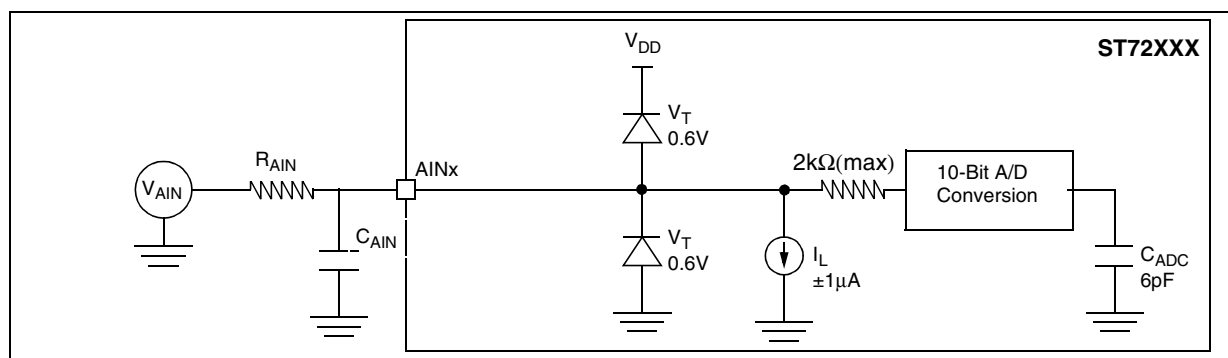 ST72XXX
V_DD
V_T
0.6V
R_AIN
AINx
2kΩ(max)
10-Bit A/D
Conversion
V_AIN
C_AIN
V_T
0.6V
I_L
±1μA
C_ADC
6pF